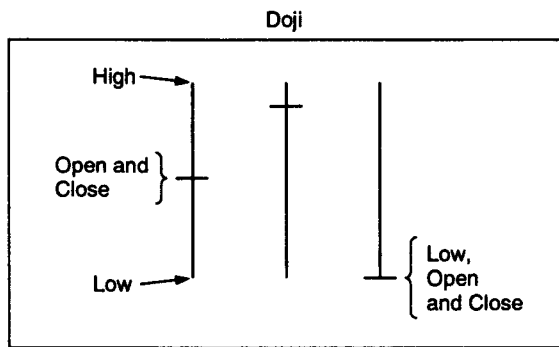 Doji
High
Open and
Close
Low
Low,
Open
and Close